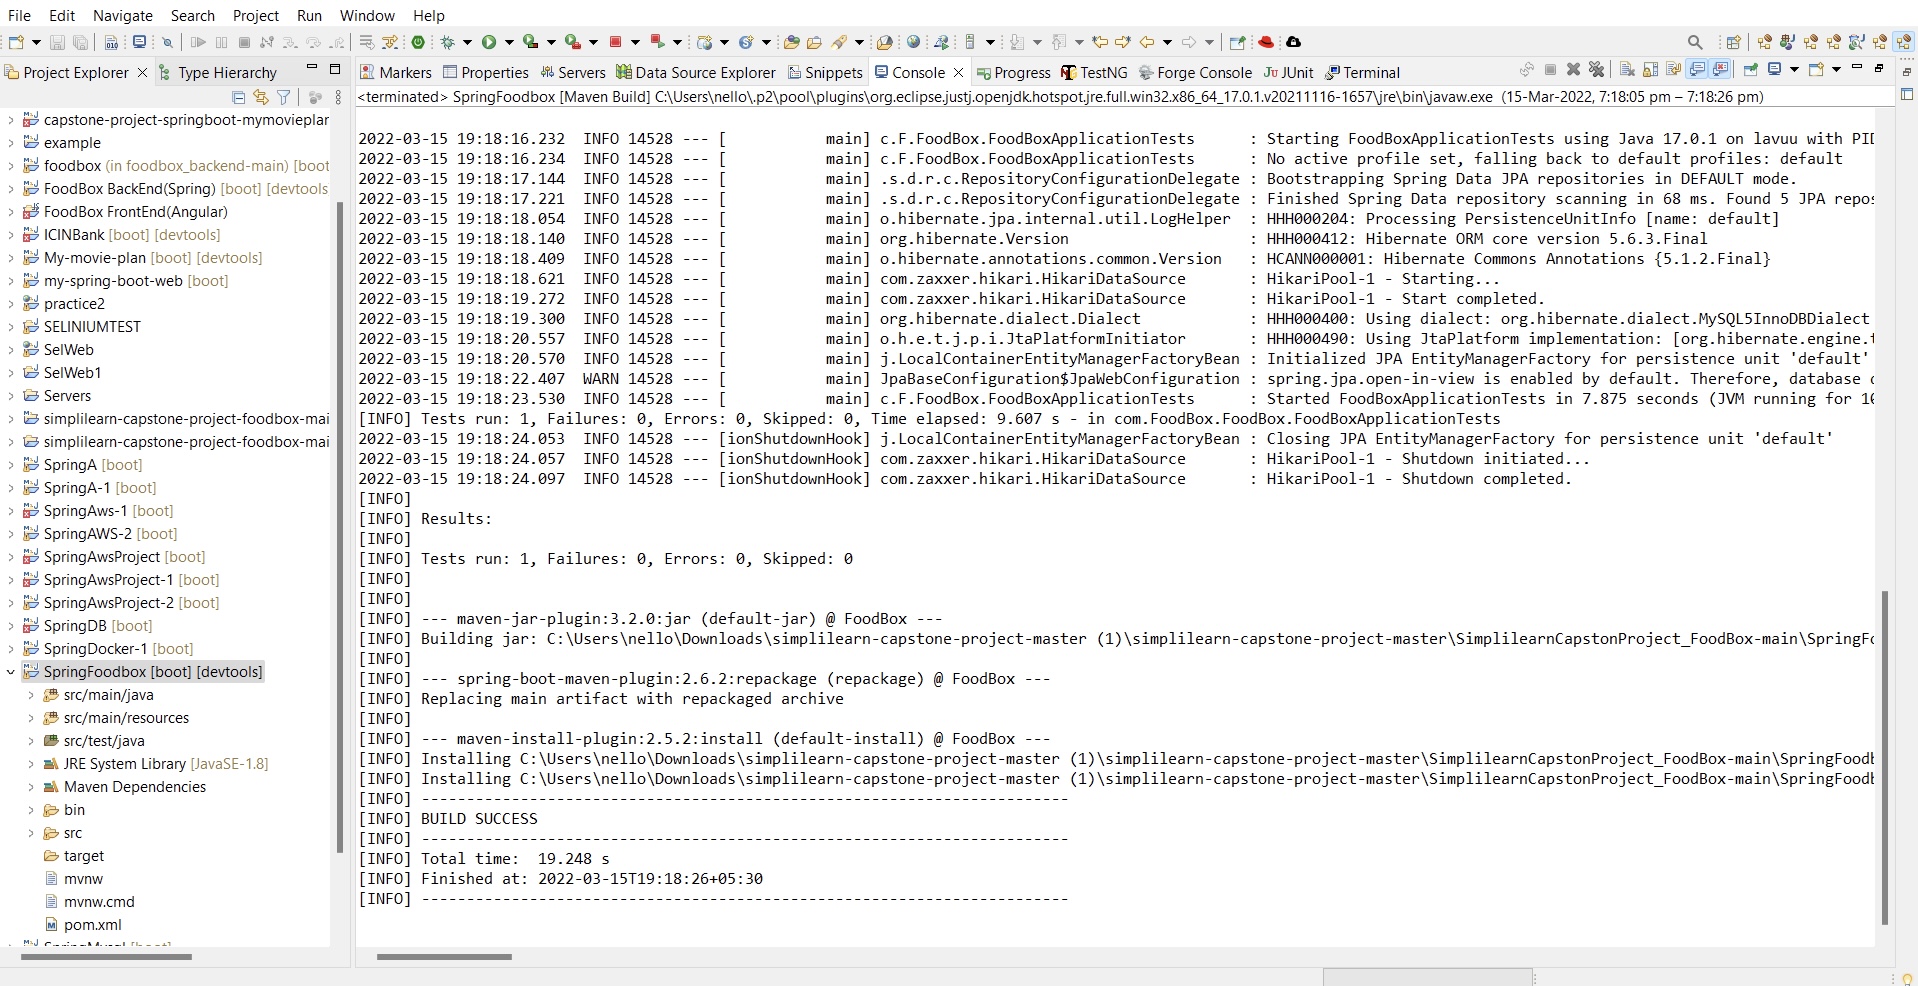 File Edit Navigate Search Project Run Window Help
Project Explorer Type Hierarchy
capstone-project-springboot-mymovieplar
example
foodbox (in foodbox_backend-main) [boot
FoodBox BackEnd(Spring) [boot] [devtools
FoodBox FrontEnd(Angular)
ICINBank [boot] [devtools]
My-movie-plan [boot] [devtools]
my-spring-boot-web [boot]
practice2
SELINIUMTEST
SelWeb
SelWeb1
Servers
simplilearn-capstone-project-foodbox-mai
simplilearn-capstone-project-foodbox-mai
SpringA [boot]
SpringA-1 [boot]
SpringAws-1 [boot]
SpringAWS-2 [boot]
SpringAwsProject [boot]
SpringAwsProject-1 [boot]
SpringAwsProject-2 [boot]
SpringDB [boot]
SpringDocker-1 [boot]
SpringFoodbox [boot] [devtools]
src/main/java
src/main/resources
src/test/java
JRE System Library [JavaSE-1.8]
Maven Dependencies
bin
src
target
mvnw
mvnw.cmd
pom.xml
Markers Properties Servers Data Source Explorer Snippets Console Progress TestNG Forge Console Ju JUnit Terminal
<terminated> SpringFoodbox [Maven Build] C:\Users\nello\.p2\pool\plugins\org.eclipse.justj.openjdk.hotspot.jre.full.win32.x86_64_17.0.1.v20211116-1657\jre\bin\javaw.exe (15-Mar-2022, 7:18:05 pm – 7:18:26 pm)
2022-03-15 19:18:16.232  INFO 14528 --- [           main] c.F.FoodBox.FoodBoxApplicationTests      : Starting FoodBoxApplicationTests using Java 17.0.1 on lavuu with PID
2022-03-15 19:18:16.234  INFO 14528 --- [           main] c.F.FoodBox.FoodBoxApplicationTests      : No active profile set, falling back to default profiles: default
2022-03-15 19:18:17.144  INFO 14528 --- [           main] .s.d.r.c.RepositoryConfigurationDelegate : Bootstrapping Spring Data JPA repositories in DEFAULT mode.
2022-03-15 19:18:17.221  INFO 14528 --- [           main] .s.d.r.c.RepositoryConfigurationDelegate : Finished Spring Data repository scanning in 68 ms. Found 5 JPA repos
2022-03-15 19:18:18.054  INFO 14528 --- [           main] o.hibernate.jpa.internal.util.LogHelper  : HHH000204: Processing PersistenceUnitInfo [name: default]
2022-03-15 19:18:18.140  INFO 14528 --- [           main] org.hibernate.Version                    : HHH000412: Hibernate ORM core version 5.6.3.Final
2022-03-15 19:18:18.409  INFO 14528 --- [           main] o.hibernate.annotations.common.Version   : HCANN000001: Hibernate Commons Annotations {5.1.2.Final}
2022-03-15 19:18:18.621  INFO 14528 --- [           main] com.zaxxer.hikari.HikariDataSource       : HikariPool-1 - Starting...
2022-03-15 19:18:19.272  INFO 14528 --- [           main] com.zaxxer.hikari.HikariDataSource       : HikariPool-1 - Start completed.
2022-03-15 19:18:19.300  INFO 14528 --- [           main] org.hibernate.dialect.Dialect            : HHH000400: Using dialect: org.hibernate.dialect.MySQL5InnoDBDialect
2022-03-15 19:18:20.557  INFO 14528 --- [           main] o.h.e.t.j.p.i.JtaPlatformInitiator       : HHH000490: Using JtaPlatform implementation: [org.hibernate.engine.t
2022-03-15 19:18:20.570  INFO 14528 --- [           main] j.LocalContainerEntityManagerFactoryBean : Initialized JPA EntityManagerFactory for persistence unit 'default'
2022-03-15 19:18:22.407  WARN 14528 --- [           main] JpaBaseConfiguration$JpaWebConfiguration : spring.jpa.open-in-view is enabled by default. Therefore, database q
2022-03-15 19:18:23.530  INFO 14528 --- [           main] c.F.FoodBox.FoodBoxApplicationTests      : Started FoodBoxApplicationTests in 7.875 seconds (JVM running for 10
[INFO] Tests run: 1, Failures: 0, Errors: 0, Skipped: 0, Time elapsed: 9.607 s - in com.FoodBox.FoodBox.FoodBoxApplicationTests
2022-03-15 19:18:24.053  INFO 14528 --- [ionShutdownHook] j.LocalContainerEntityManagerFactoryBean : Closing JPA EntityManagerFactory for persistence unit 'default'
2022-03-15 19:18:24.057  INFO 14528 --- [ionShutdownHook] com.zaxxer.hikari.HikariDataSource       : HikariPool-1 - Shutdown initiated...
2022-03-15 19:18:24.097  INFO 14528 --- [ionShutdownHook] com.zaxxer.hikari.HikariDataSource       : HikariPool-1 - Shutdown completed.
[INFO]
[INFO] Results:
[INFO]
[INFO] Tests run: 1, Failures: 0, Errors: 0, Skipped: 0
[INFO]
[INFO]
[INFO] --- maven-jar-plugin:3.2.0:jar (default-jar) @ FoodBox ---
[INFO] Building jar: C:\Users\nello\Downloads\simplilearn-capstone-project-master (1)\simplilearn-capstone-project-master\SimplilearnCapstonProject_FoodBox-main\SpringFo
[INFO]
[INFO] --- spring-boot-maven-plugin:2.6.2:repackage (repackage) @ FoodBox ---
[INFO] Replacing main artifact with repackaged archive
[INFO]
[INFO] --- maven-install-plugin:2.5.2:install (default-install) @ FoodBox ---
[INFO] Installing C:\Users\nello\Downloads\simplilearn-capstone-project-master (1)\simplilearn-capstone-project-master\SimplilearnCapstonProject_FoodBox-main\SpringFoodb
[INFO] Installing C:\Users\nello\Downloads\simplilearn-capstone-project-master (1)\simplilearn-capstone-project-master\SimplilearnCapstonProject_FoodBox-main\SpringFoodb
[INFO] ------------------------------------------------------------------------
[INFO] BUILD SUCCESS
[INFO] ------------------------------------------------------------------------
[INFO] Total time:  19.248 s
[INFO] Finished at: 2022-03-15T19:18:26+05:30
[INFO] ------------------------------------------------------------------------